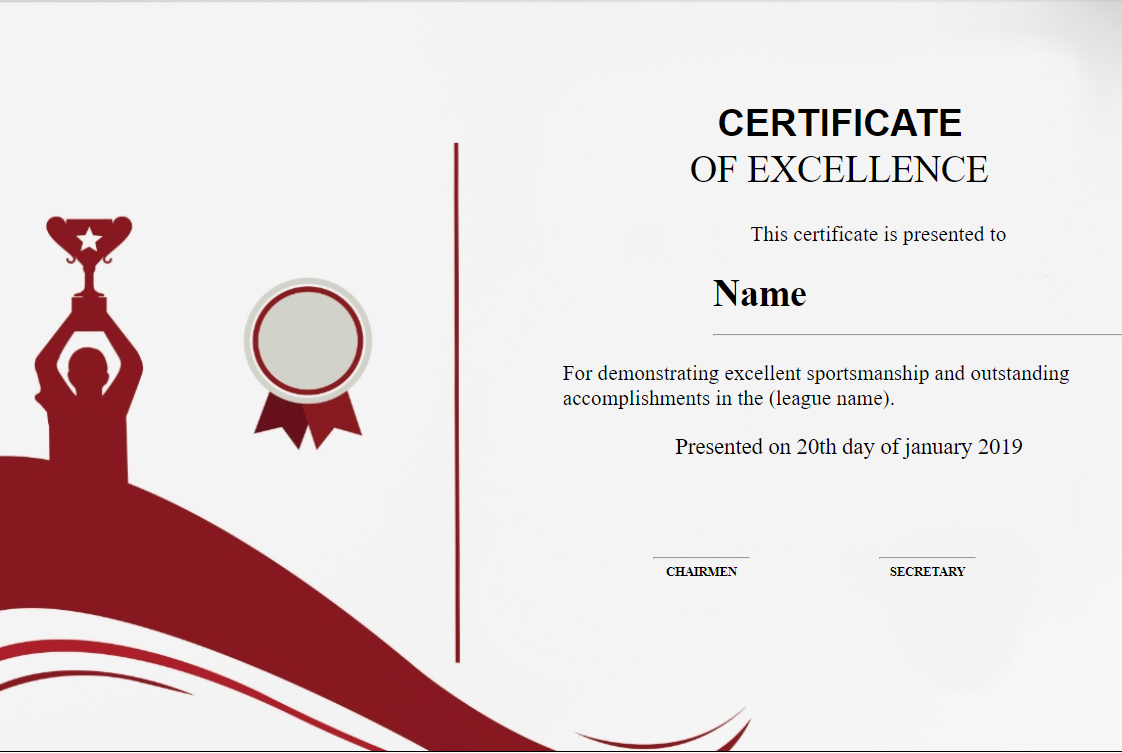 CERTIFICATE
OF EXCELLENCE
This certificate is presented to
Name
For demonstrating excellent sportsmanship and outstanding
accomplishments in the (league name).
Presented on 20th day of january 2019
CHAIRMEN
SECRETARY